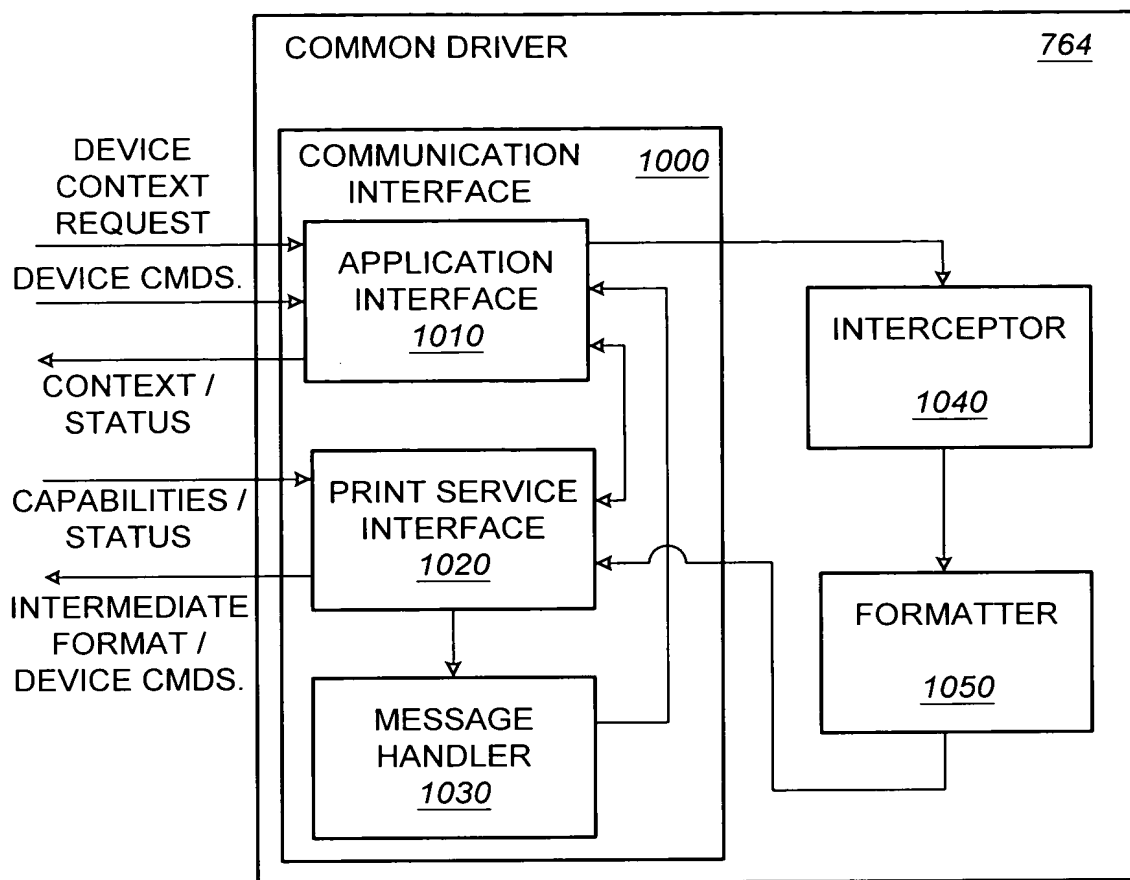 COMMON DRIVER
764
COMMUNICATION
INTERFACE
1000
DEVICE
CONTEXT
REQUEST
DEVICE CMDS.
CONTEXT /
STATUS
CAPABILITIES /
STATUS
INTERMEDIATE
FORMAT /
DEVICE CMDS.
APPLICATION
INTERFACE
1010
PRINT SERVICE
INTERFACE
1020
MESSAGE
HANDLER
1030
INTERCEPTOR
1040
FORMATTER
1050